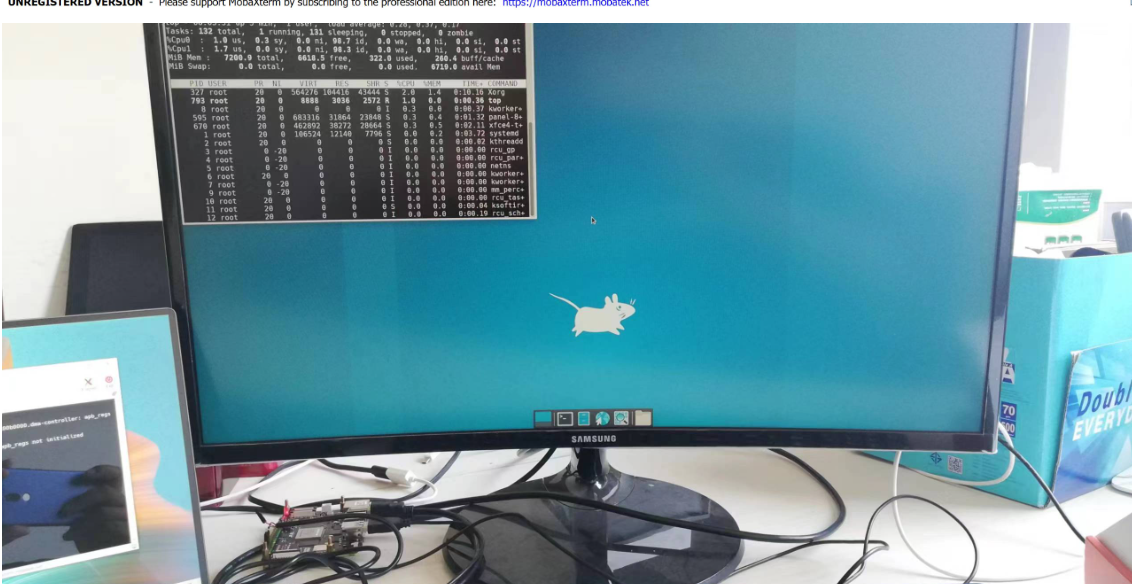 UNREGISTERED VERSION - Please support MobaXterm by subscribing to the professional edition here: https://mobaxterm.mobatek.net
Tasks: 132 total, 1 running, 131 sleeping, 0 stopped, 0 zombie
%Cpu0 : 1.0 us, 0.3 sy, 0.0 ni, 98.7 id, 0.0 wa, 0.0 hi, 0.0 si, 0.0 st
%Cpu1 : 1.7 us, 0.0 sy, 0.0 ni, 98.3 id, 0.0 wa, 0.0 hi, 0.0 si, 0.0 st
MiB Mem : 7200.9 total, 6618.5 free, 322.0 used, 260.4 buff/cache
MiB Swap: 0.0 total, 0.0 free, 0.0 used. 6719.0 avail Mem
PID USER PR NI VIRT RES SHR S %CPU %MEM TIME+ COMMAND
327 root 20 0 564276 104416 43444 S 2.0 1.4 0:10.16 Xorg
793 root 20 0 6888 3036 2572 R 1.0 0.0 0:00.36 top
8 root 20 0 0 0 0 I 0.3 0.0 0:00.37 kworker+
595 root 20 0 683316 31864 23848 S 0.3 0.4 0:01.32 panel-8+
670 root 20 0 462892 38272 28664 S 0.3 0.5 0:02.11 xfce4-t+
1 root 20 0 106524 12140 7796 S 0.0 0.2 0:03.72 systemd
2 root 20 0 0 0 0 S 0.0 0.0 0:00.02 kthreadd
3 root 0 -20 0 0 0 I 0.0 0.0 0:00.00 rcu_gp
4 root 0 -20 0 0 0 I 0.0 0.0 0:00.00 rcu_par+
5 root 0 -20 0 0 0 I 0.0 0.0 0:00.00 netns
6 root 20 0 0 0 0 I 0.0 0.0 0:00.00 kworker+
7 root 0 -20 0 0 0 I 0.0 0.0 0:00.00 kworker+
9 root 0 -20 0 0 0 I 0.0 0.0 0:00.00 mm_perc+
10 root 20 0 0 0 0 I 0.0 0.0 0:00.00 rcu_tas+
11 root 20 0 0 0 0 S 0.0 0.0 0:00.04 ksoftir+
12 root 20 0 0 0 0 I 0.0 0.0 0:00.19 rcu_sch+
dma-controller: apb_regs
apb_regs not initialized
A
70
500
Doubl
EVERYD
SAMSUNG